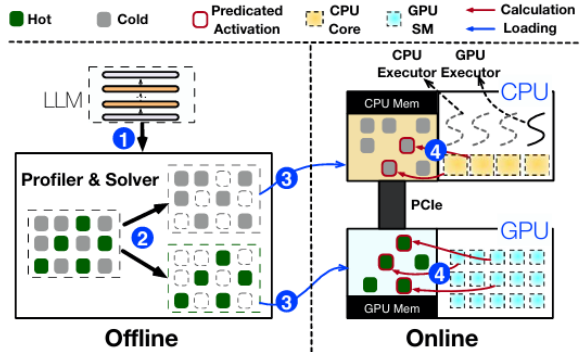 Hot
Cold
Predicated
Activation
CPU
Core
GPU
SM
Calculation
Loading
LLM
1
Profiler & Solver
2
3
3
Offline
CPU
Executor
GPU
Executor
CPU
CPU Mem
4
PCIe
GPU
4
GPU Mem
Online